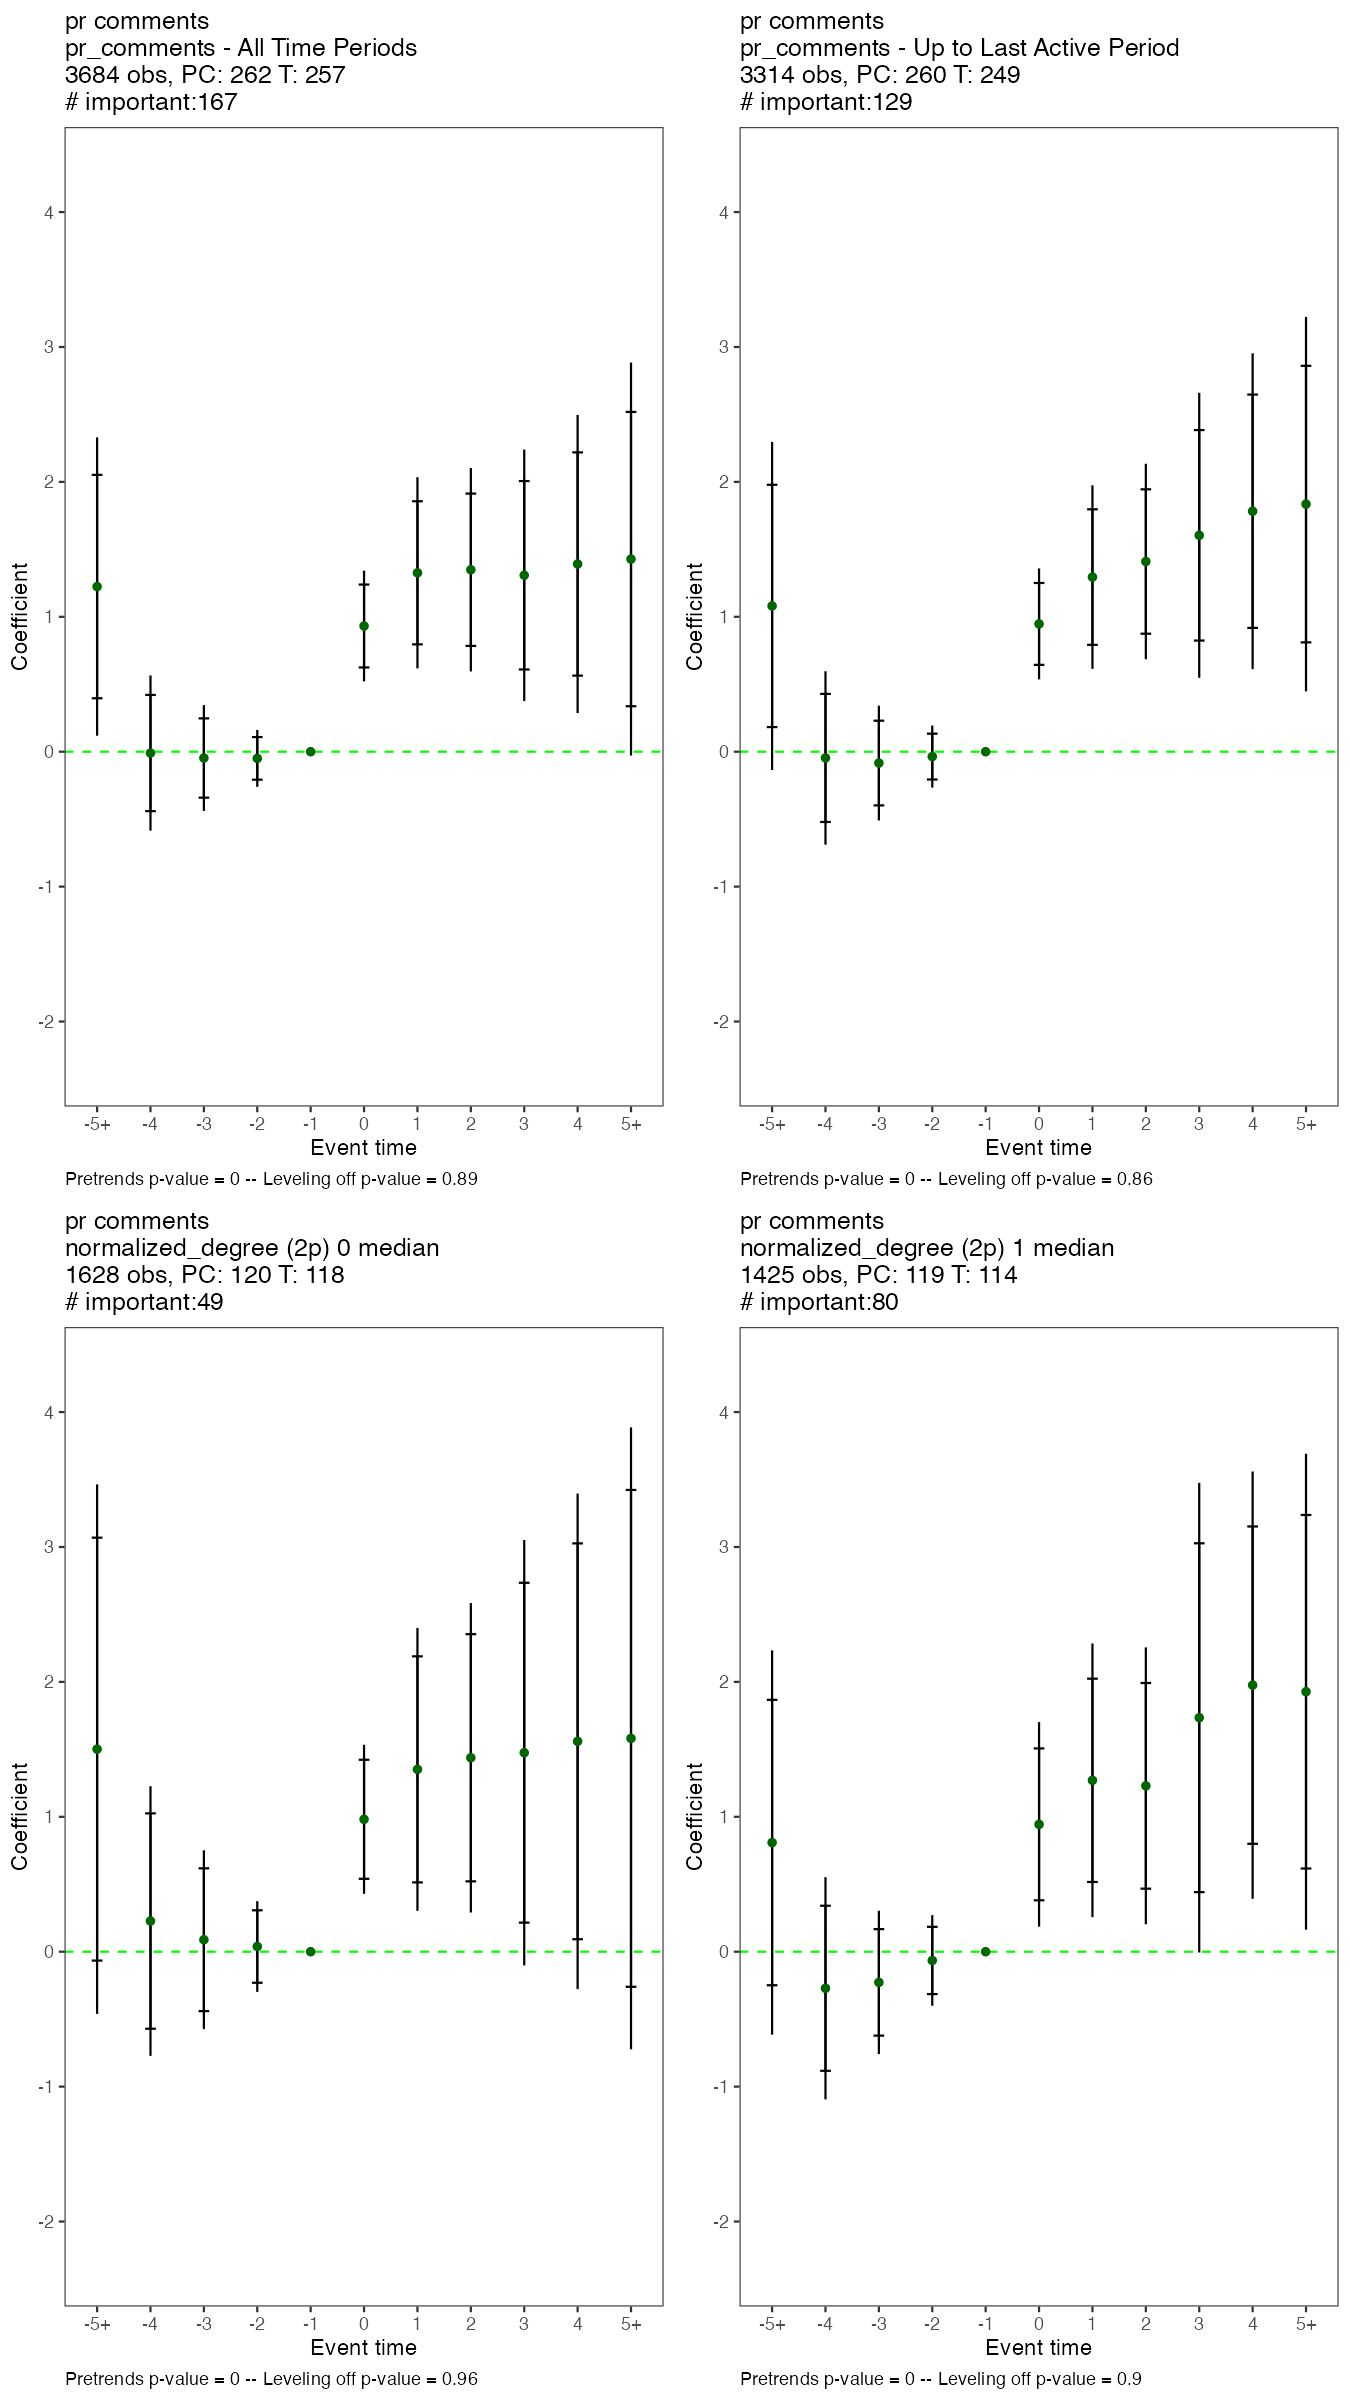 pr comments
pr_comments - All Time Periods
3684 obs, PC: 262 T: 257
# important:167
4
3
2
1
0
-1
-2
Coefficient
-5+ -4 -3 -2 -1 0 1 2 3 4 5+
Event time
Pretrends p-value = 0 -- Leveling off p-value = 0.89
pr comments
pr_comments - Up to Last Active Period
3314 obs, PC: 260 T: 249
# important:129
4
3
2
1
0
-1
-2
Coefficient
-5+ -4 -3 -2 -1 0 1 2 3 4 5+
Event time
Pretrends p-value = 0 -- Leveling off p-value = 0.86
pr comments
normalized_degree (2p) 0 median
1628 obs, PC: 120 T: 118
# important:49
4
3
2
1
0
-1
-2
Coefficient
-5+ -4 -3 -2 -1 0 1 2 3 4 5+
Event time
Pretrends p-value = 0 -- Leveling off p-value = 0.96
pr comments
normalized_degree (2p) 1 median
1425 obs, PC: 119 T: 114
# important:80
4
3
2
1
0
-1
-2
Coefficient
-5+ -4 -3 -2 -1 0 1 2 3 4 5+
Event time
Pretrends p-value = 0 -- Leveling off p-value = 0.9